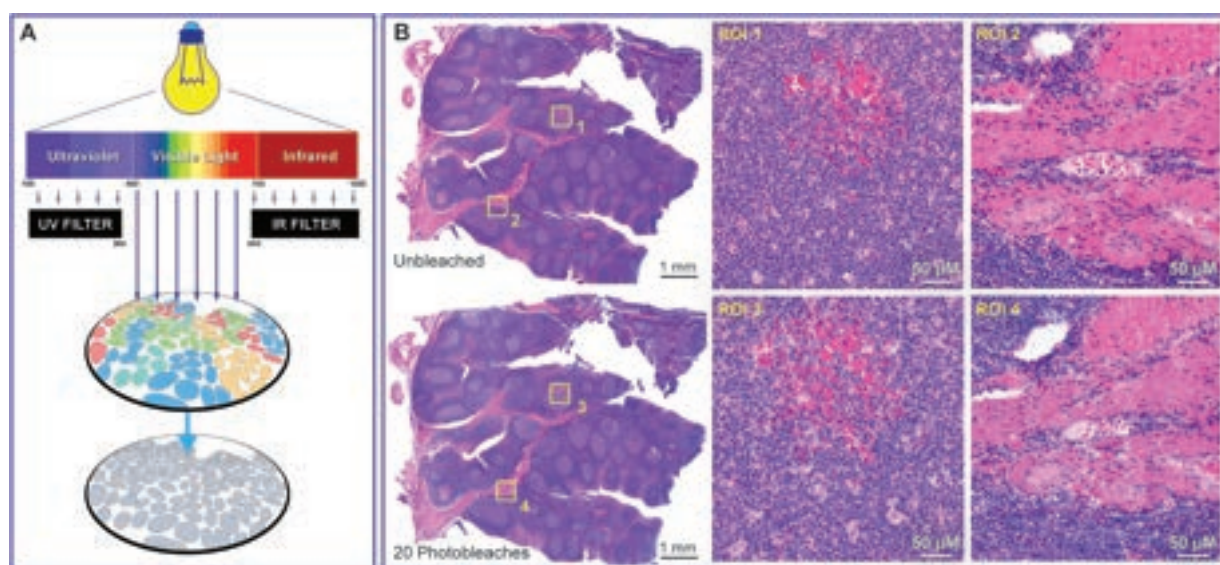 A
Ultraviolet
Visible Light
Infrared
UV FILTER
IR FILTER
B
1
2
Unbleached
1 mm
ROI 1
50 µM
ROI 2
50 µM
3
4
20 Photobleaches
1 mm
ROI 3
50 µM
ROI 4
50 µM